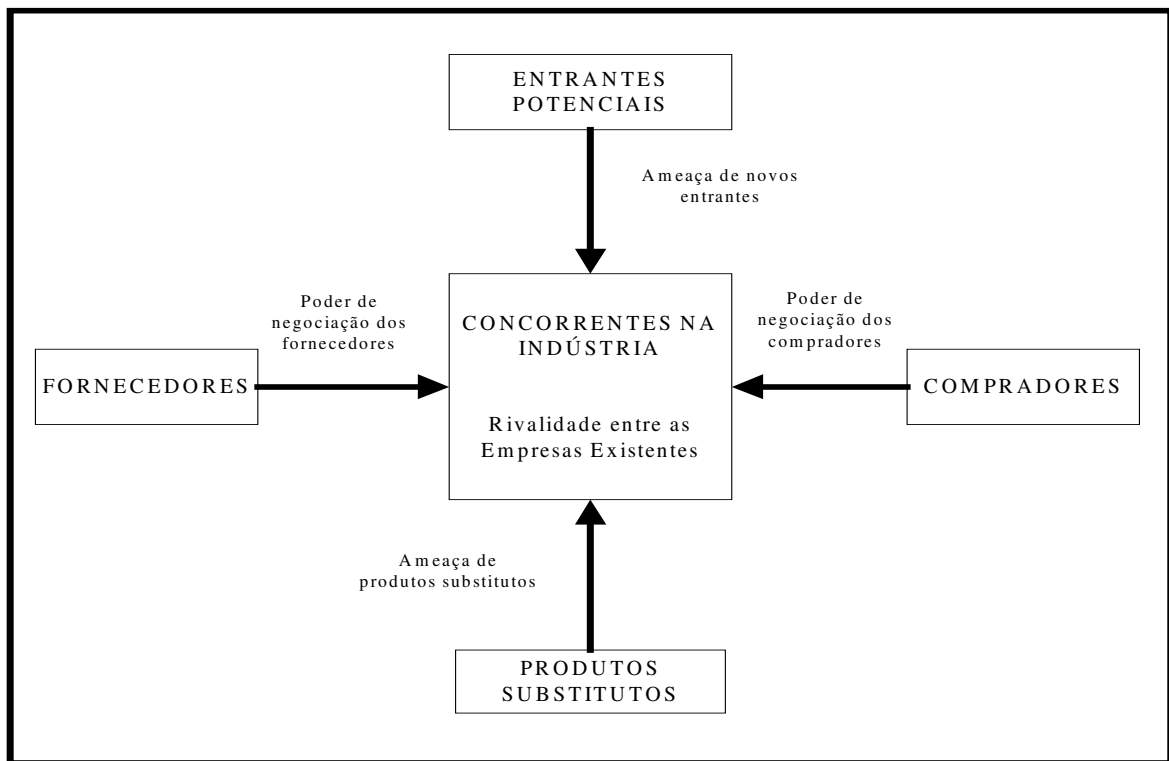 ENTRANTES
POTENCIAIS
Ameaça de novos
entrantes
Poder de
negociação dos
fornecedores
Poder de
negociação dos
compradores
CONCORRENTES NA
INDÚSTRIA
FORNECEDORES
COMPRADORES
Rivalidade entre as
Empresas Existentes
Ameaça de
produtos substitutos
PRODUTOS
SUBSTITUTOS